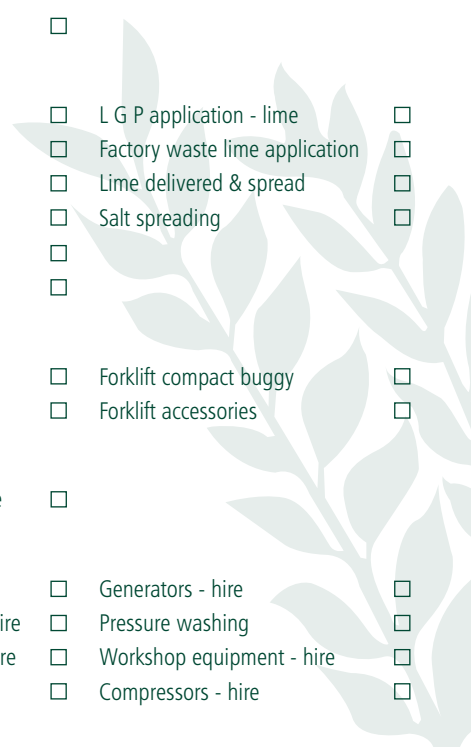 ☐
☐ L G P application - lime ☐
☐ Factory waste lime application ☐
☐ Lime delivered & spread ☐
☐ Salt spreading ☐
☐
☐
☐ Forklift compact buggy ☐
☐ Forklift accessories ☐
☐
☐ Generators - hire ☐
☐ Pressure washing ☐
☐ Workshop equipment - hire ☐
☐ Compressors - hire ☐